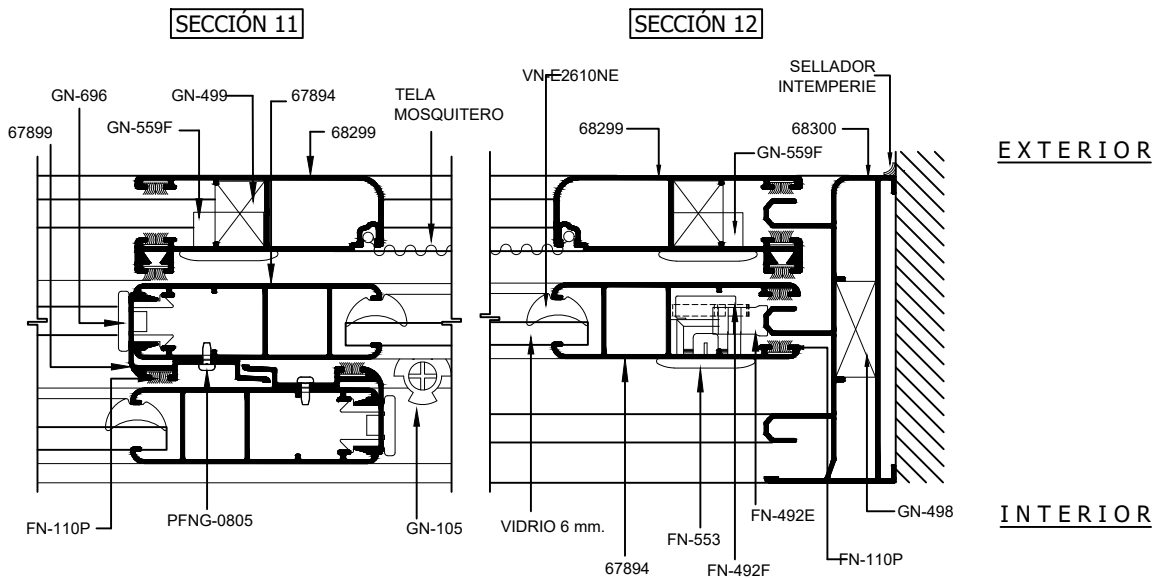 SECCIÓN 11
SECCIÓN 12
GN-696
GN-499
67894
TELA
MOSQUITERO
VN-E2610NE
SELLADOR
INTEMPERIE
67899
GN-559F
68299
68299
68300
GN-559F
EXTERIOR
FN-110P
PFNG-0805
GN-105
VIDRIO 6 mm.
FN-553
FN-492E
GN-498
INTERIOR
67894
FN-492F
FN-110P